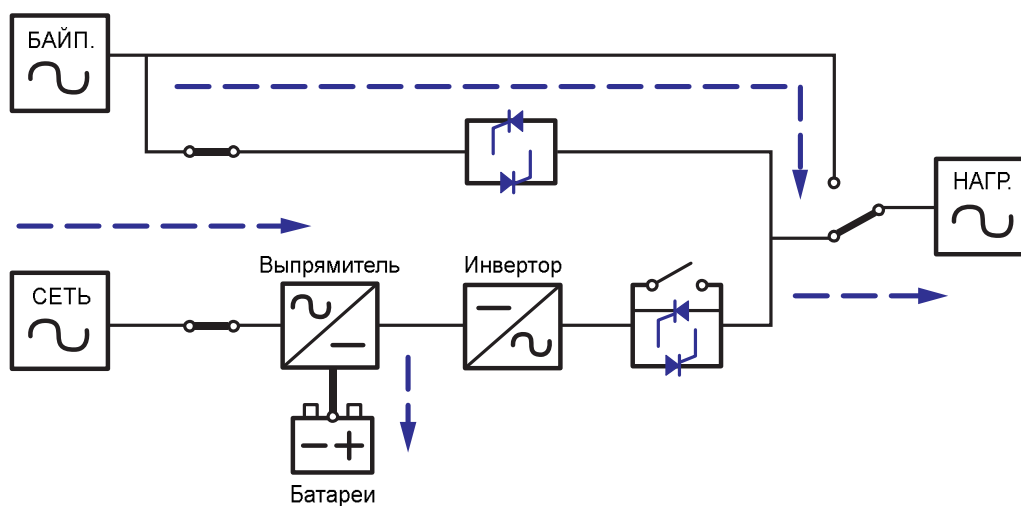 БАЙП.
НАГР.
Выпрямитель
Инвертор
СЕТЬ
Батареи